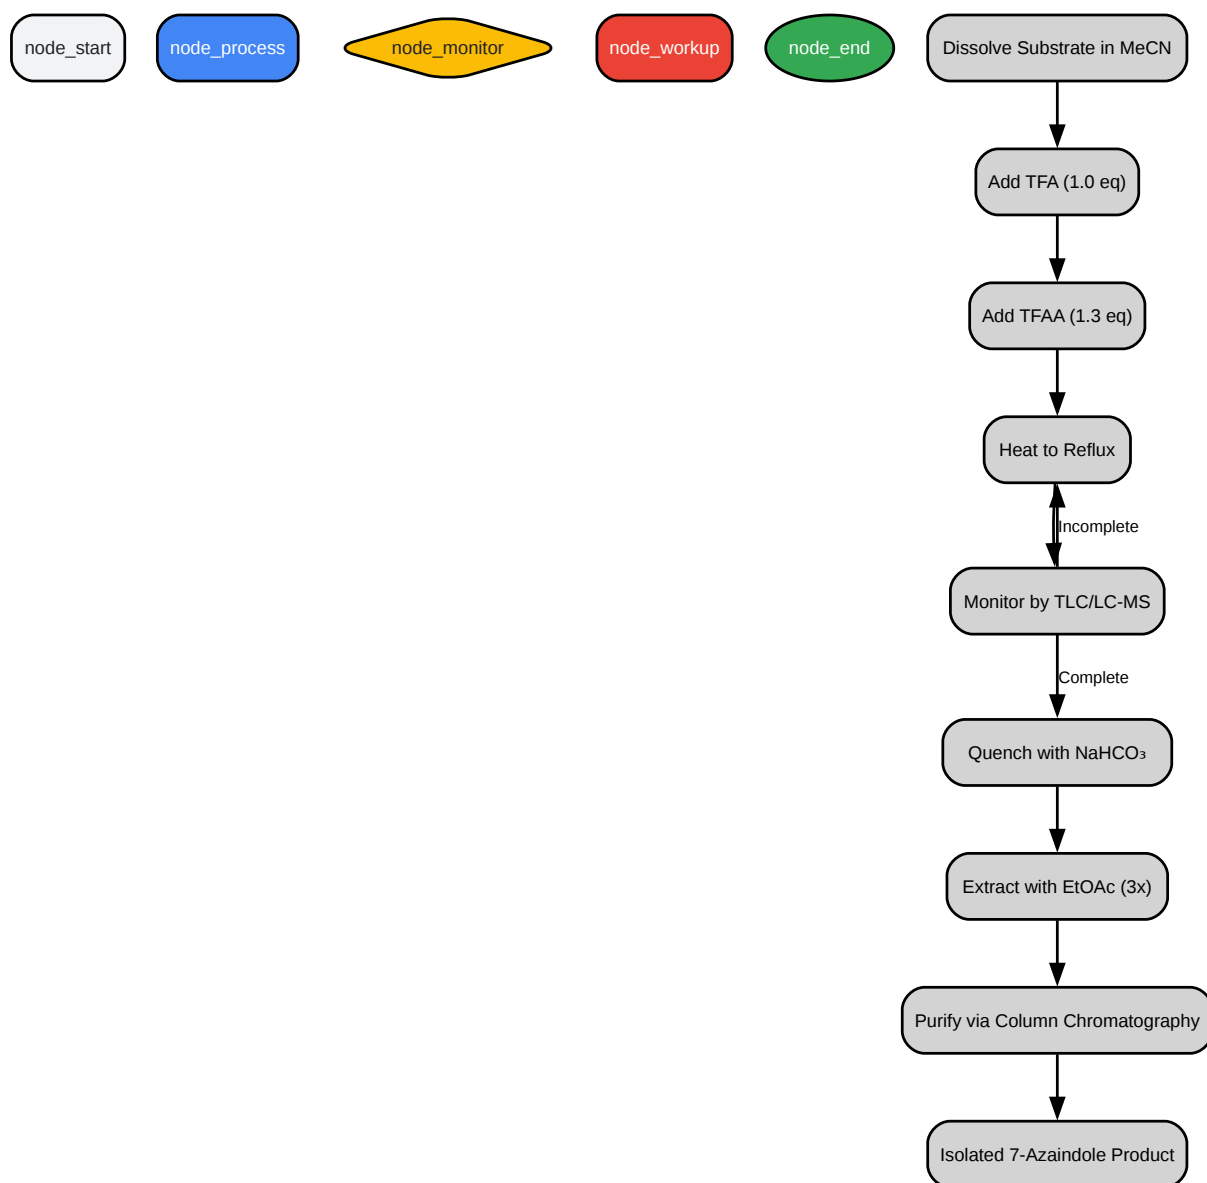 node_start
node_process
node_monitor
node_workup
node_end
Dissolve Substrate in MeCN
Add TFA (1.0 eq)
Add TFAA (1.3 eq)
Heat to Reflux
Incomplete
Monitor by TLC/LC-MS
Complete
Quench with NaHCO₃
Extract with EtOAc (3x)
Purify via Column Chromatography
Isolated 7-Azaindole Product